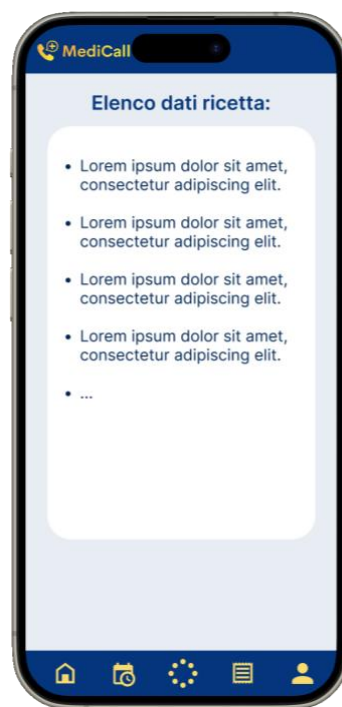 MediCall
Elenco dati ricetta:
• Lorem ipsum dolor sit amet,
consectetur adipiscing elit.
• Lorem ipsum dolor sit amet,
consectetur adipiscing elit.
• Lorem ipsum dolor sit amet,
consectetur adipiscing elit.
• Lorem ipsum dolor sit amet,
consectetur adipiscing elit.
• ...